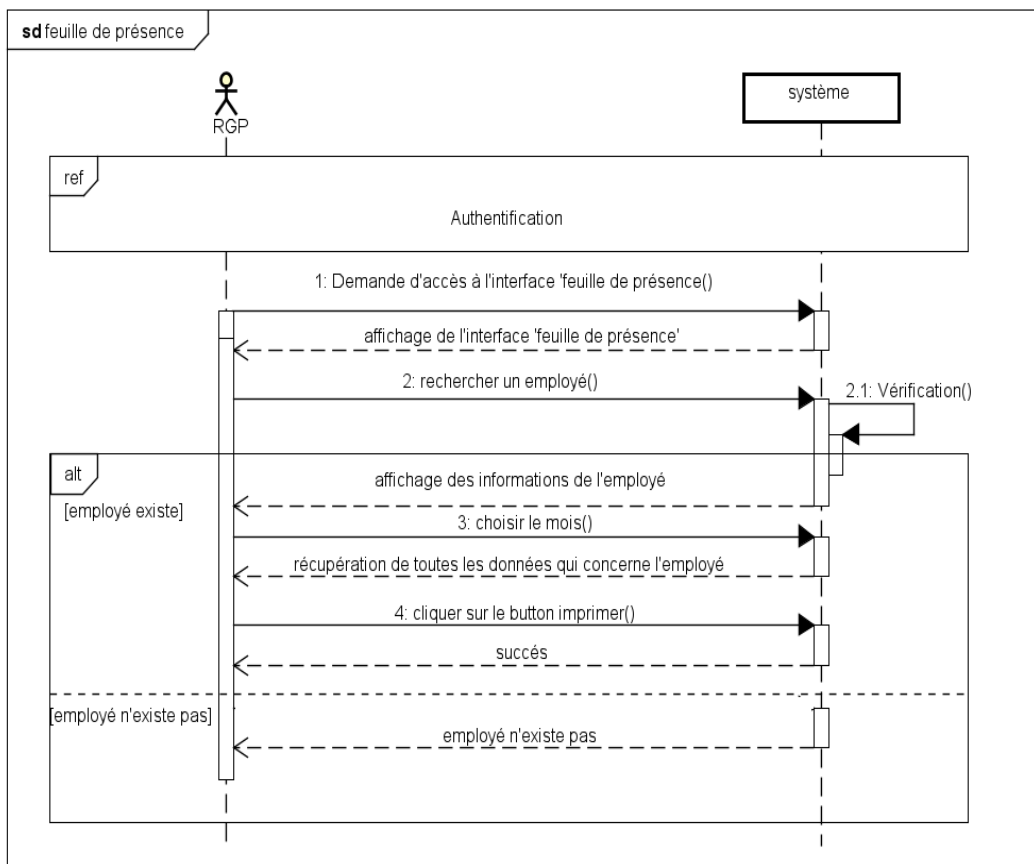 sd feuille de présence
RGP
système
ref
Authentification
1: Demande d'accès à l'interface 'feuille de présence()
affichage de l'interface 'feuille de présence'
2: rechercher un employé()
2.1: Vérification()
alt
affichage des informations de l'employé
[employé existe]
3: choisir le mois()
récupération de toutes les données qui concerne l'employé
4: cliquer sur le button imprimer()
succés
[employé n'existe pas]
employé n'existe pas